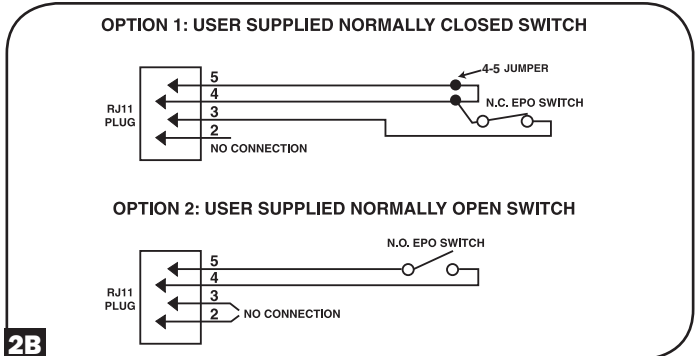 OPTION 1: USER SUPPLIED NORMALLY CLOSED SWITCH
4-5 JUMPER
5
4
N.C. EPO SWITCH
RJ11
PLUG
3
2
NO CONNECTION
OPTION 2: USER SUPPLIED NORMALLY OPEN SWITCH
N.O. EPO SWITCH
5
4
RJ11
PLUG
3
2
NO CONNECTION
2B